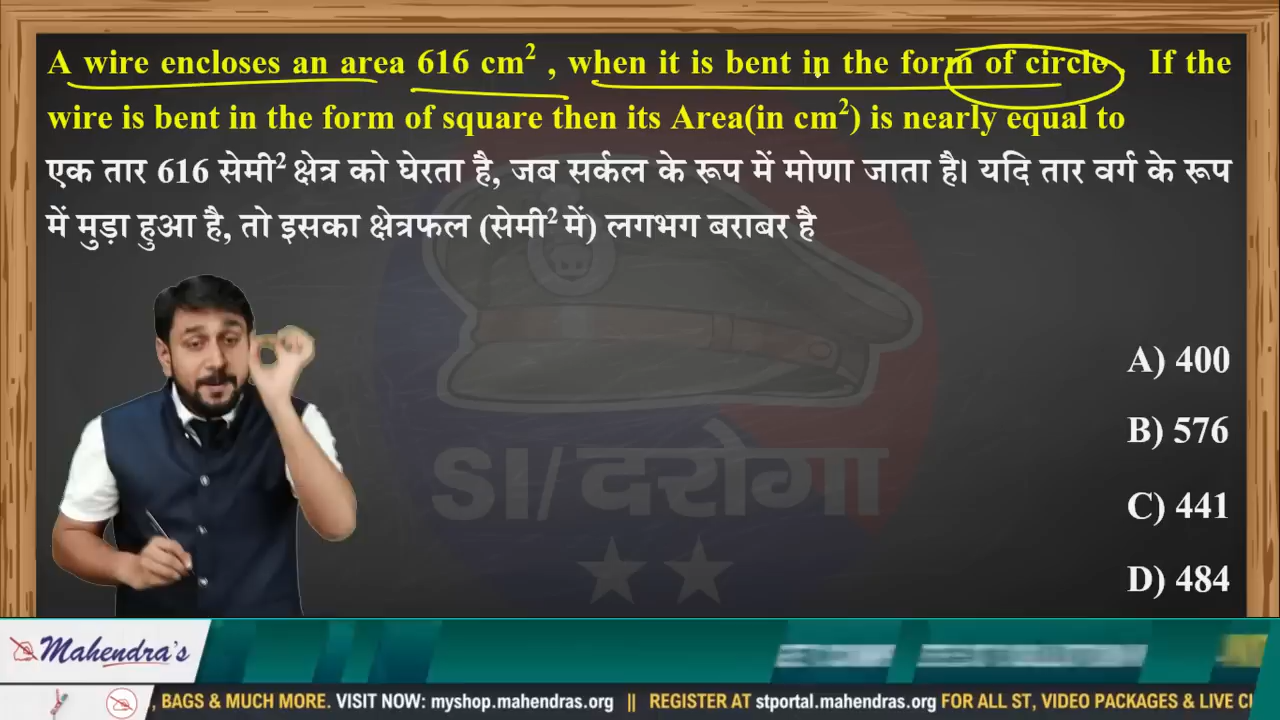 A wire encloses an area 616 cm² , when it is bent in the form of circle . If the
wire is bent in the form of square then its Area(in cm²) is nearly equal to
एक तार 616 सेमी² क्षेत्र को घेरता है, जब सर्कल के रूप में मोणा जाता है। यदि तार वर्ग के रूप
में मुड़ा हुआ है, तो इसका क्षेत्रफल (सेमी² में) लगभग बराबर है
A) 400
B) 576
C) 441
D) 484
SI/दरोगा
Mahendra's
, BAGS & MUCH MORE. VISIT NOW: myshop.mahendras.org || REGISTER AT stportal.mahendras.org FOR ALL ST, VIDEO PACKAGES & LIVE